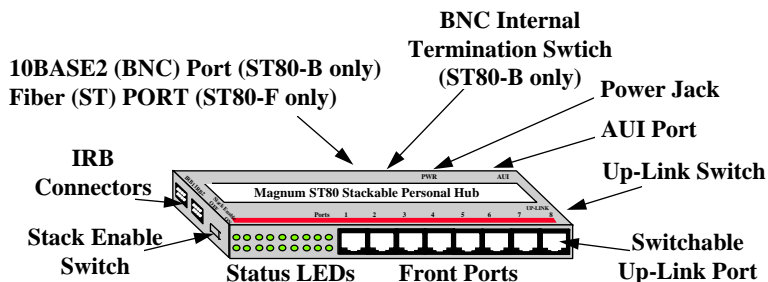 BNC Internal
Termination Swtich
(ST80-B only)
10BASE2 (BNC) Port (ST80-B only)
Fiber (ST) PORT (ST80-F only)
Power Jack
AUI Port
IRB
Connectors
Up-Link Switch
PWR
AUI
Magnum ST80 Stackable Personal Hub
UP-LINK
Ports 1 2 3 4 5 6 7 8
Stack Enable
Switch
Status LEDs
Front Ports
Switchable
Up-Link Port